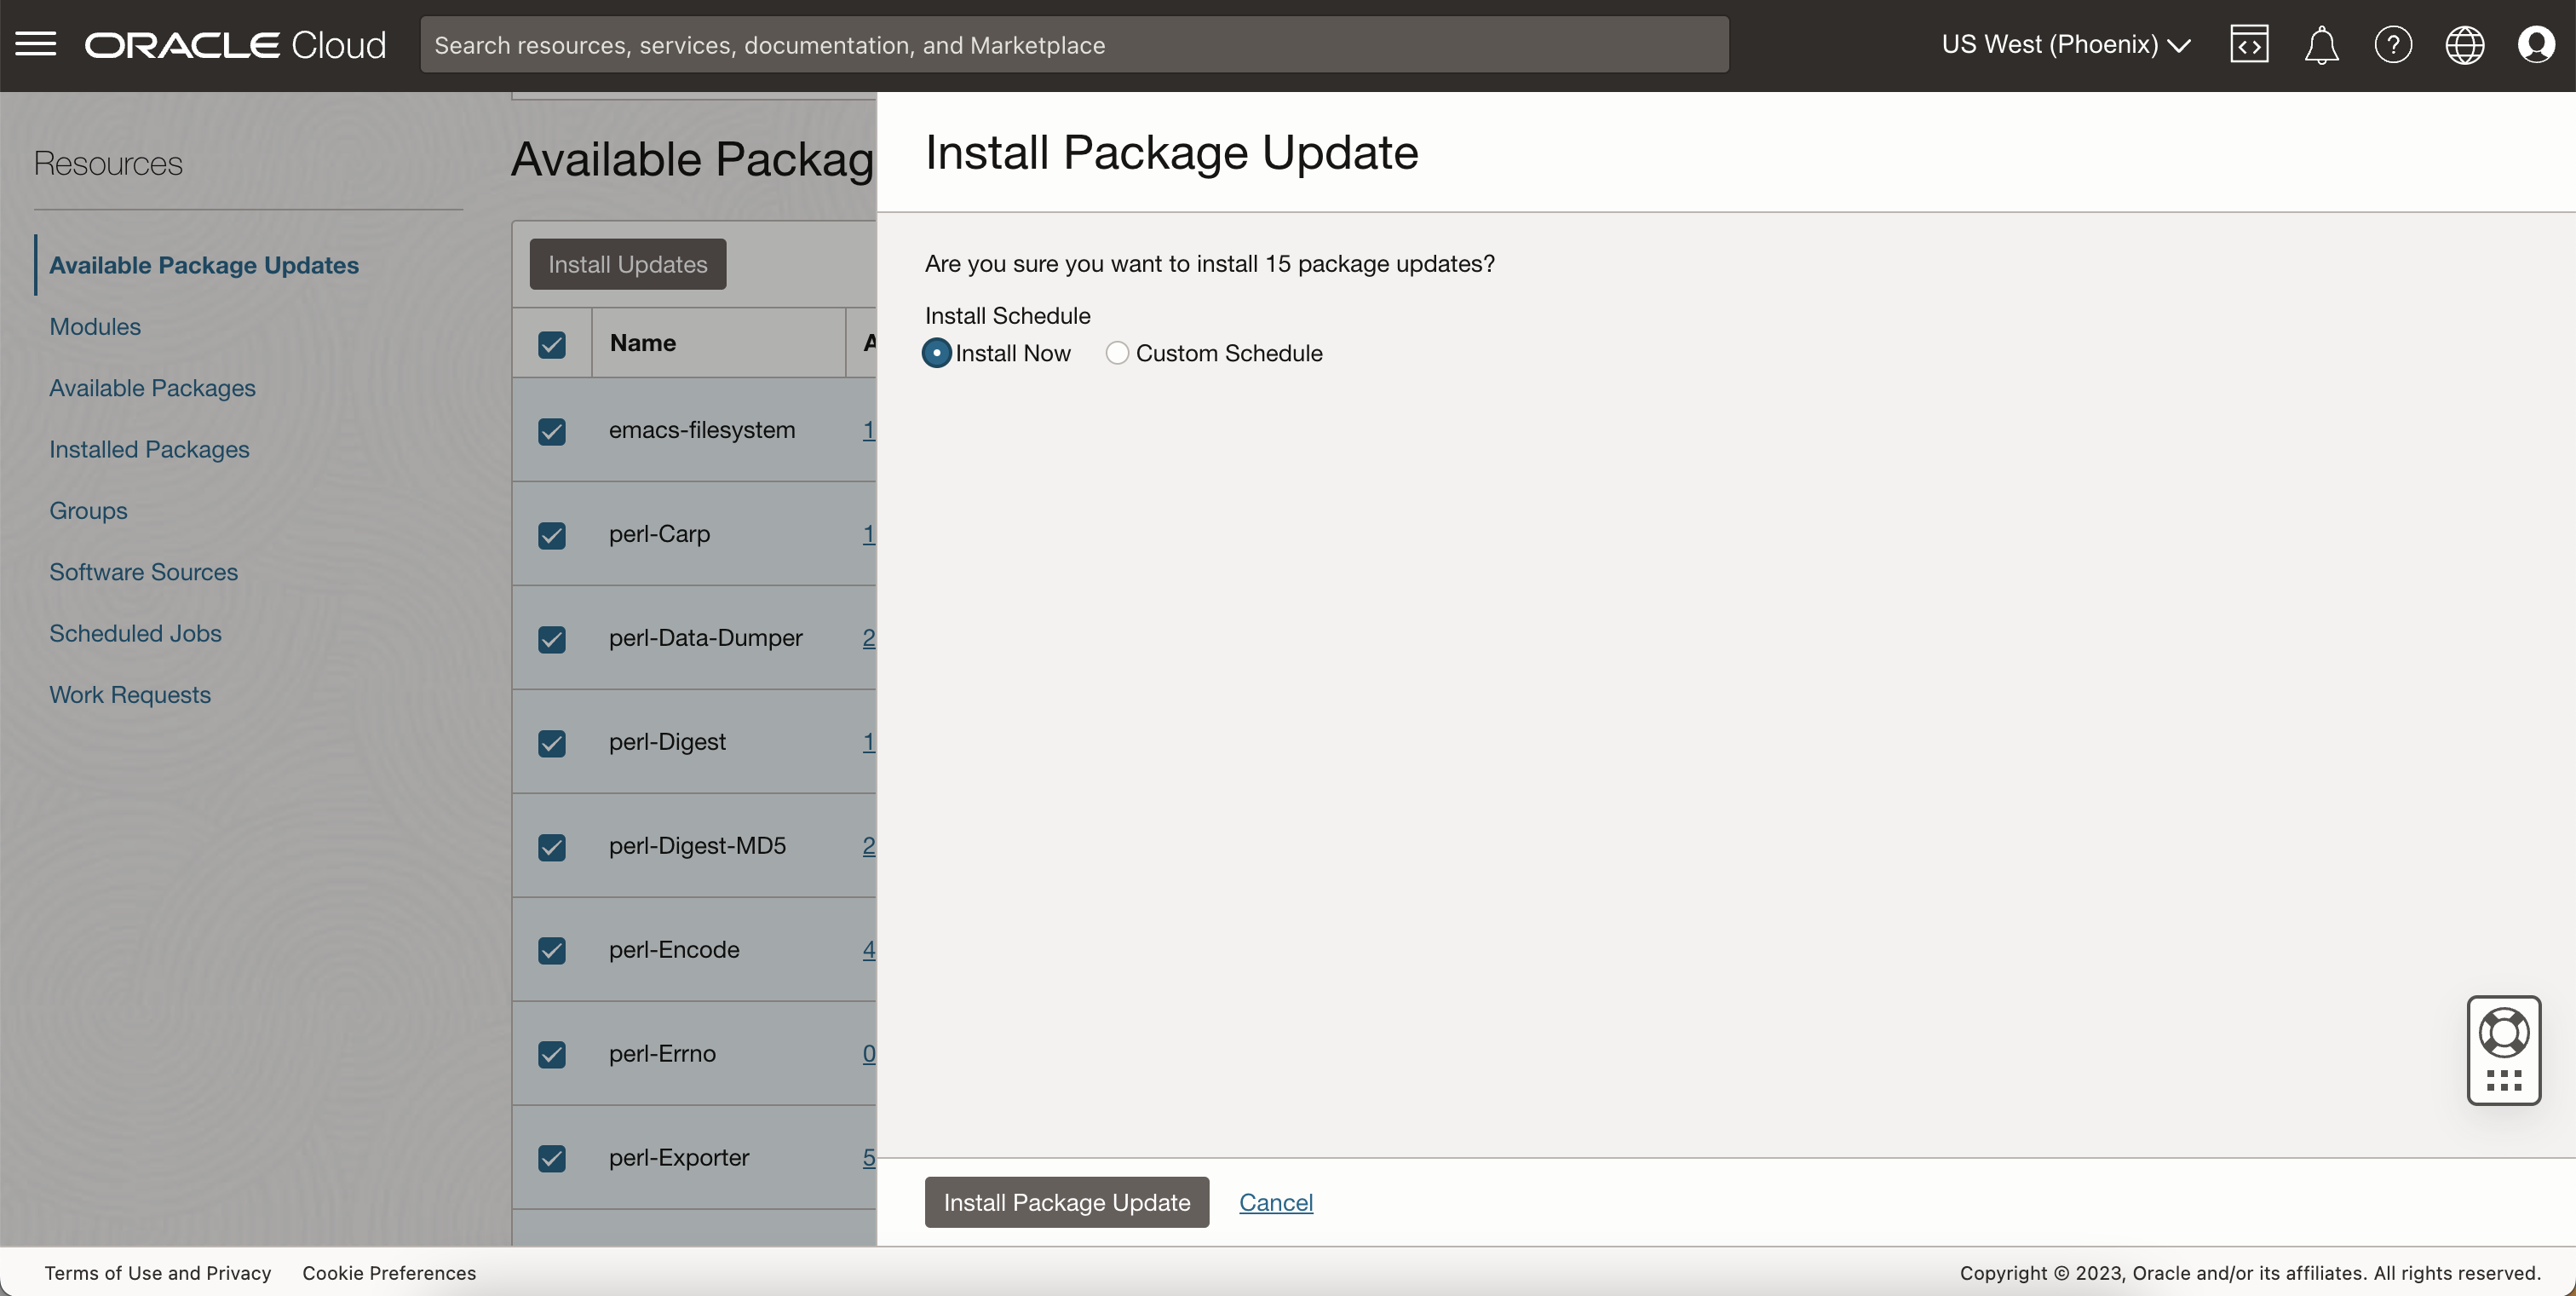 ORACLE Cloud
Search resources, services, documentation, and Marketplace
US West (Phoenix)
Resources
Available Package Updates
Modules
Available Packages
Installed Packages
Groups
Software Sources
Scheduled Jobs
Work Requests
Available Packag
Install Updates
Name
A
emacs-filesystem
1
perl-Carp
1
perl-Data-Dumper
2
perl-Digest
1
perl-Digest-MD5
2
perl-Encode
4
perl-Errno
0
perl-Exporter
5
Install Package Update
Are you sure you want to install 15 package updates?
Install Schedule
Install Now
Custom Schedule
Install Package Update
Cancel
Terms of Use and Privacy
Cookie Preferences
Copyright © 2023, Oracle and/or its affiliates. All rights reserved.